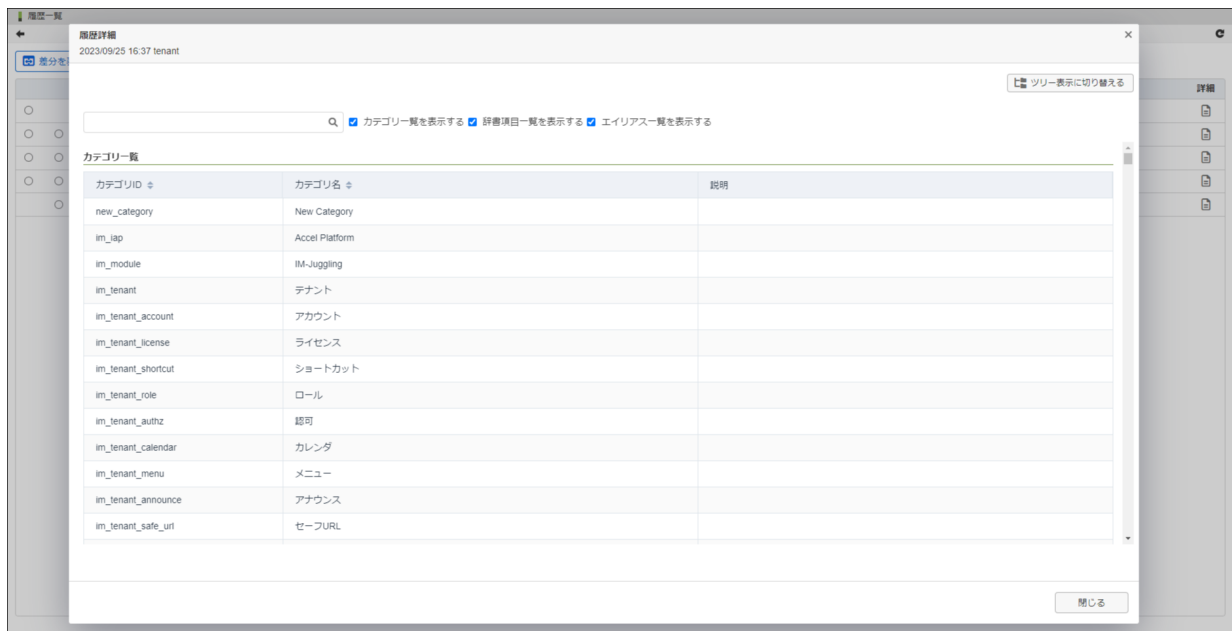 履歴一覧
履歴詳細
2023/09/25 16:37 tenant
差分を
ツリー表示に切り替える
詳細
カテゴリ一覧を表示する 辞書項目一覧を表示する エイリアス一覧を表示する
カテゴリ一覧
カテゴリID カテゴリ名 説明
new_category New Category
im_iap Accel Platform
im_module IM-Juggling
im_tenant テナント
im_tenant_account アカウント
im_tenant_license ライセンス
im_tenant_shortcut ショートカット
im_tenant_role ロール
im_tenant_authz 認可
im_tenant_calendar カレンダ
im_tenant_menu メニュー
im_tenant_announce アナウンス
im_tenant_safe_url セーフURL
閉じる